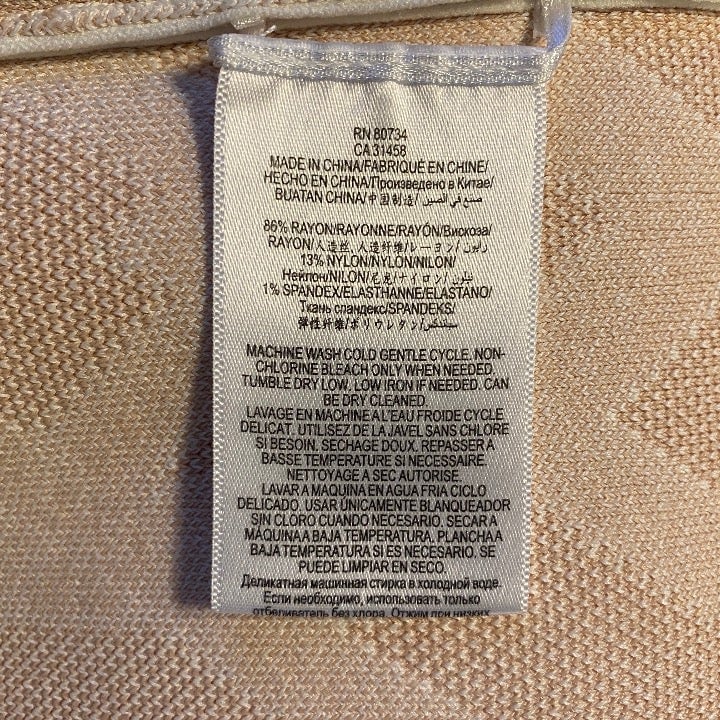 RN 80734
CA 31458
MADE IN CHINA/FABRIQUÉ EN CHINE/
HECHO EN CHINA/Произведено в Китае/
BUATAN CHINA/中国制造/ صنع في الصين/
86% RAYON/RAYONNE/RAYÓN/Вискоза/
RAYON/人造丝, 人造纤维/レーヨン/ رايون/
13% NYLON/NYLON/NILON/
Нейлон/NILON/尼龙/ナイロン/ نيلون/
1% SPANDEX/ELASTHANNE/ELASTANO/
Ткань спандекс/SPANDEKS/
弹性纤维/ポリウレタン/ سباندكس/
MACHINE WASH COLD GENTLE CYCLE. NON-
CHLORINE BLEACH ONLY WHEN NEEDED.
TUMBLE DRY LOW. LOW IRON IF NEEDED. CAN
BE DRY CLEANED.
LAVAGE EN MACHINE A L'EAU FROIDE CYCLE
DELICAT. UTILISEZ DE LA JAVEL SANS CHLORE
SI BESOIN. SECHAGE DOUX. REPASSER A
BASSE TEMPERATURE SI NECESSAIRE.
NETTOYAGE A SEC AUTORISE.
LAVAR A MAQUINA EN AGUA FRIA CICLO
DELICADO. USAR ÚNICAMENTE BLANQUEADOR
SIN CLORO CUANDO NECESARIO. SECAR A
MÁQUINA A BAJA TEMPERATURA. PLANCHA A
BAJA TEMPERATURA SI ES NECESARIO. SE
PUEDE LIMPIAR EN SECO.
Деликатная машинная стирка в холодной воде.
Если необходимо, использовать только
отбеливатель без хлора. Отжим при низких